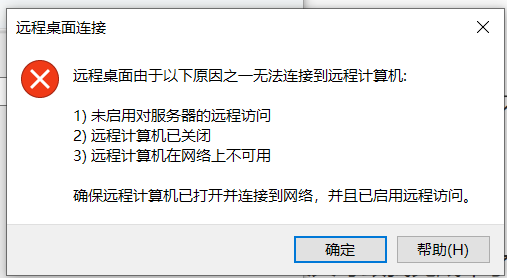 远程桌面连接
远程桌面由于以下原因之一无法连接到远程计算机:
1) 未启用对服务器的远程访问
2) 远程计算机已关闭
3) 远程计算机在网络上不可用
确保远程计算机已打开并连接到网络，并且已启用远程访问。
确定
帮助(H)